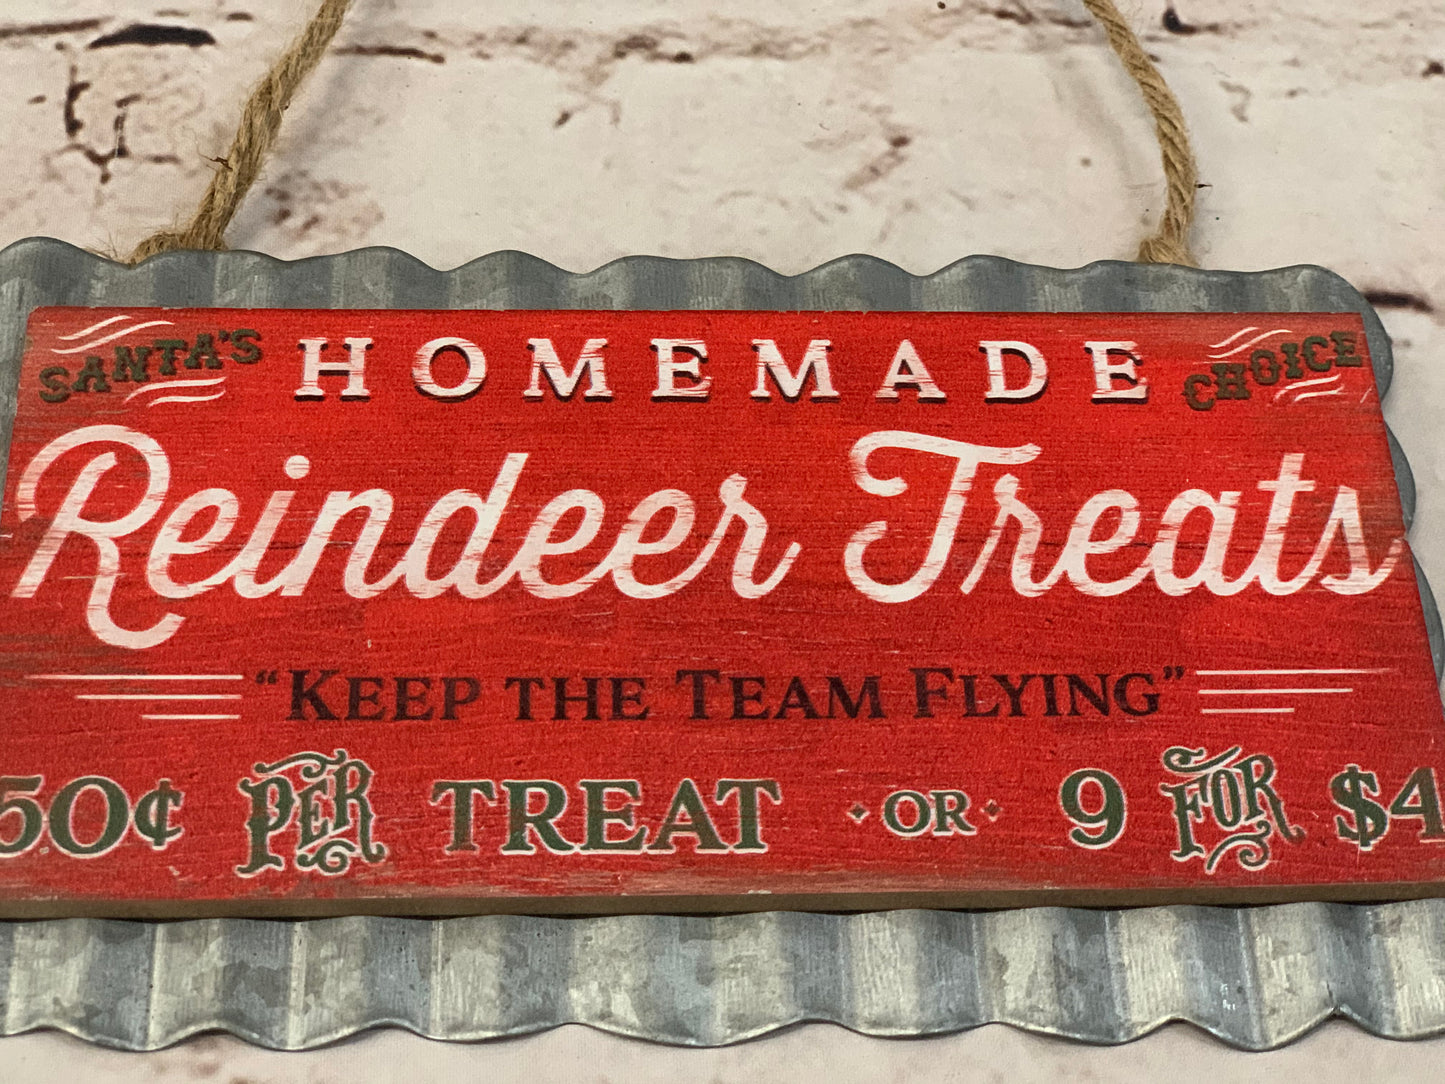 SANTA'S HOMEMADE CHOICE
Reindeer Treats
"KEEP THE TEAM FLYING"
50¢ PER TREAT · OR · 9 FOR $4